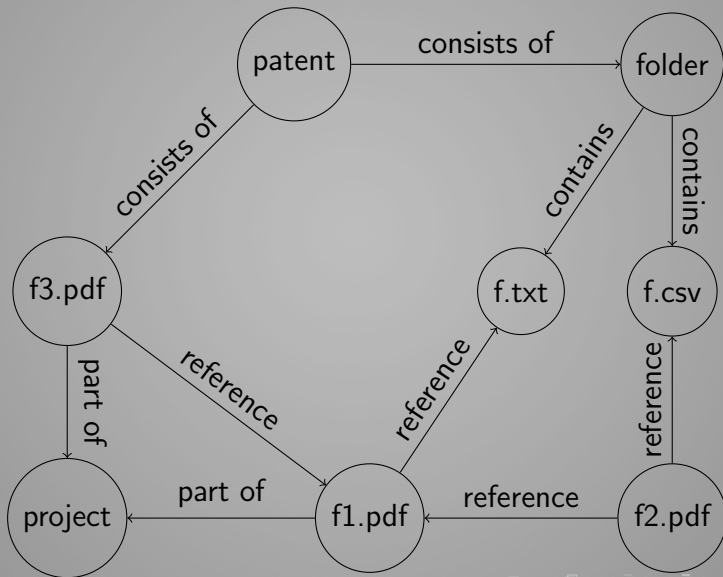 consists of
patent
folder
consists of
contains
contains
f3.pdf
f.txt
f.csv
part of
reference
reference
reference
project
part of
f1.pdf
reference
f2.pdf